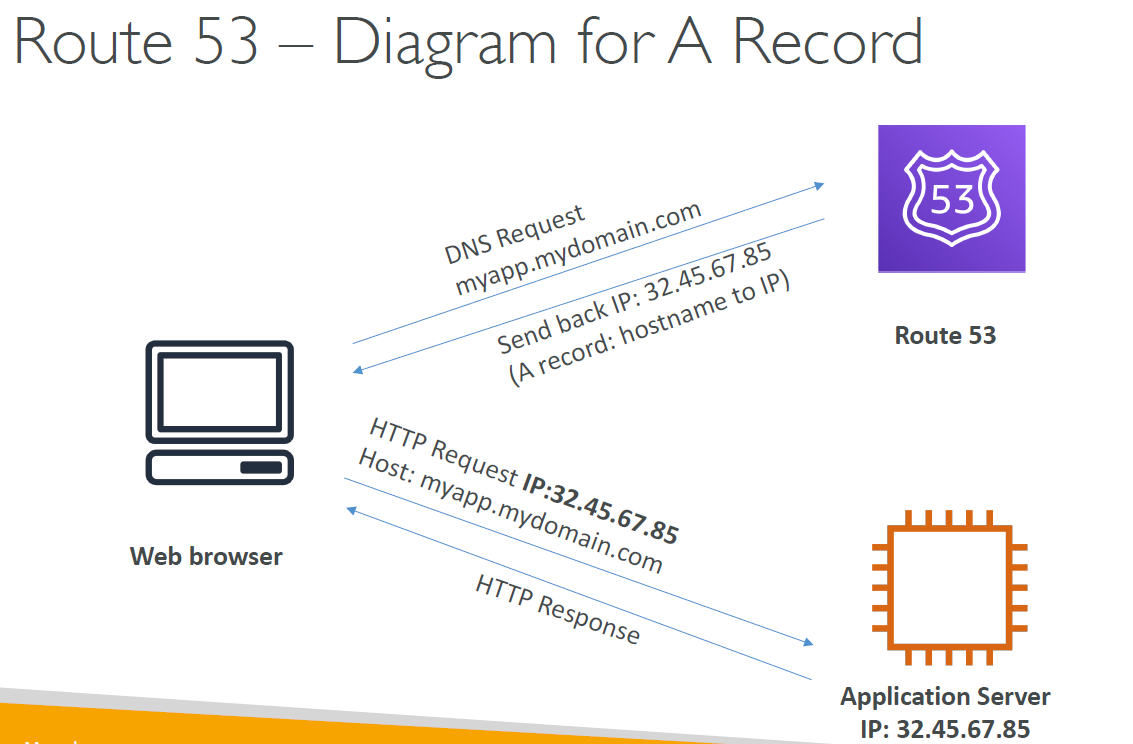 Route 53 – Diagram for A Record
53
DNS Request
myapp.mydomain.com
Send back IP: 32.45.67.85
(A record: hostname to IP)
Route 53
HTTP Request IP:32.45.67.85
Host: myapp.mydomain.com
HTTP Response
Web browser
Application Server
IP: 32.45.67.85